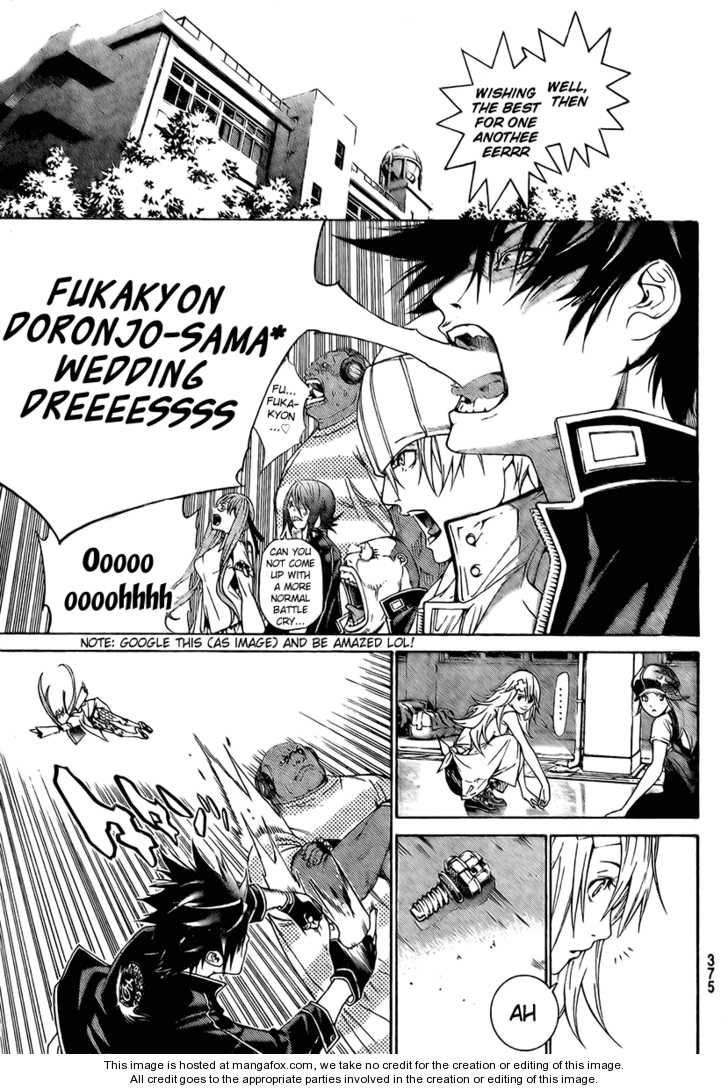 WELL,
THEN
WISHING
THE BEST
FOR ONE
ANOTHEE
EERRR
FUKAKYON
DORONJO-SAMA*
WEDDING
DREEEESSSS
FU...
FUKA-
KYON
...♡
CAN YOU
NOT COME
UP WITH
A MORE
NORMAL
BATTLE
CRY...
Ooooo
oooohhhh
NOTE: GOOGLE THIS (AS IMAGE) AND BE AMAZED LOL!
AH
375
This image is hosted at mangafox.com, we take no credit for the creation or editing of this image.
All credit goes to the appropriate parties involved in the creation or editing of this image.